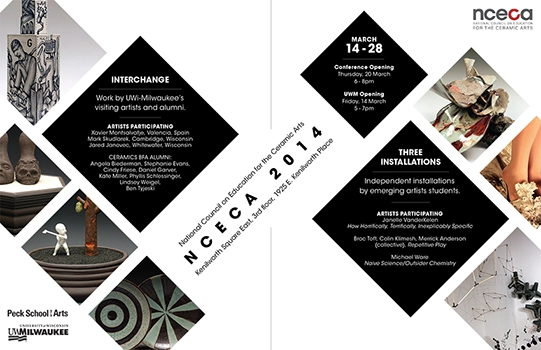 INTERCHANGE
Work by UWi-Milwaukee's
visiting artists and alumni.
ARTISTS PARTICIPATING
Xavier Montsalvatje, Valencia, Spain
Mark Skudlarek, Cambridge, Wisconsin
Jared Janovec, Whitewater, Wisconsin
CERAMICS BFA ALUMNI:
Angela Biederman, Stephanie Evans,
Cindy Friese, Daniel Garver,
Kate Miller, Phyllis Schlessinger,
Lindsey Weigel,
Ben Tyjeski
Peck School of the Arts
UNIVERSITY of WISCONSIN
UWMILWAUKEE
National Council on Education for the Ceramic Arts
NCECA 2014
Kenilworth Square East, 3rd floor, 1925 E. Kenilworth Place
nceca
NATIONAL COUNCIL ON EDUCATION
FOR THE CERAMIC ARTS
MARCH
14-28
Conference Opening
Thursday, 20 March
6 - 8pm
UWM Opening
Friday, 14 March
5 - 7pm
THREE
INSTALLATIONS
Independent installations
by emerging artists students.
ARTISTS PARTICIPATING
Janelle VanderKelen
How Horrifically, Terrifically, Inexplicably Specific
Broc Toft, Colin Klimesh, Merrick Anderson
(collective), Repetitive Play
Michael Ware
Naive Science/Outsider Chemistry